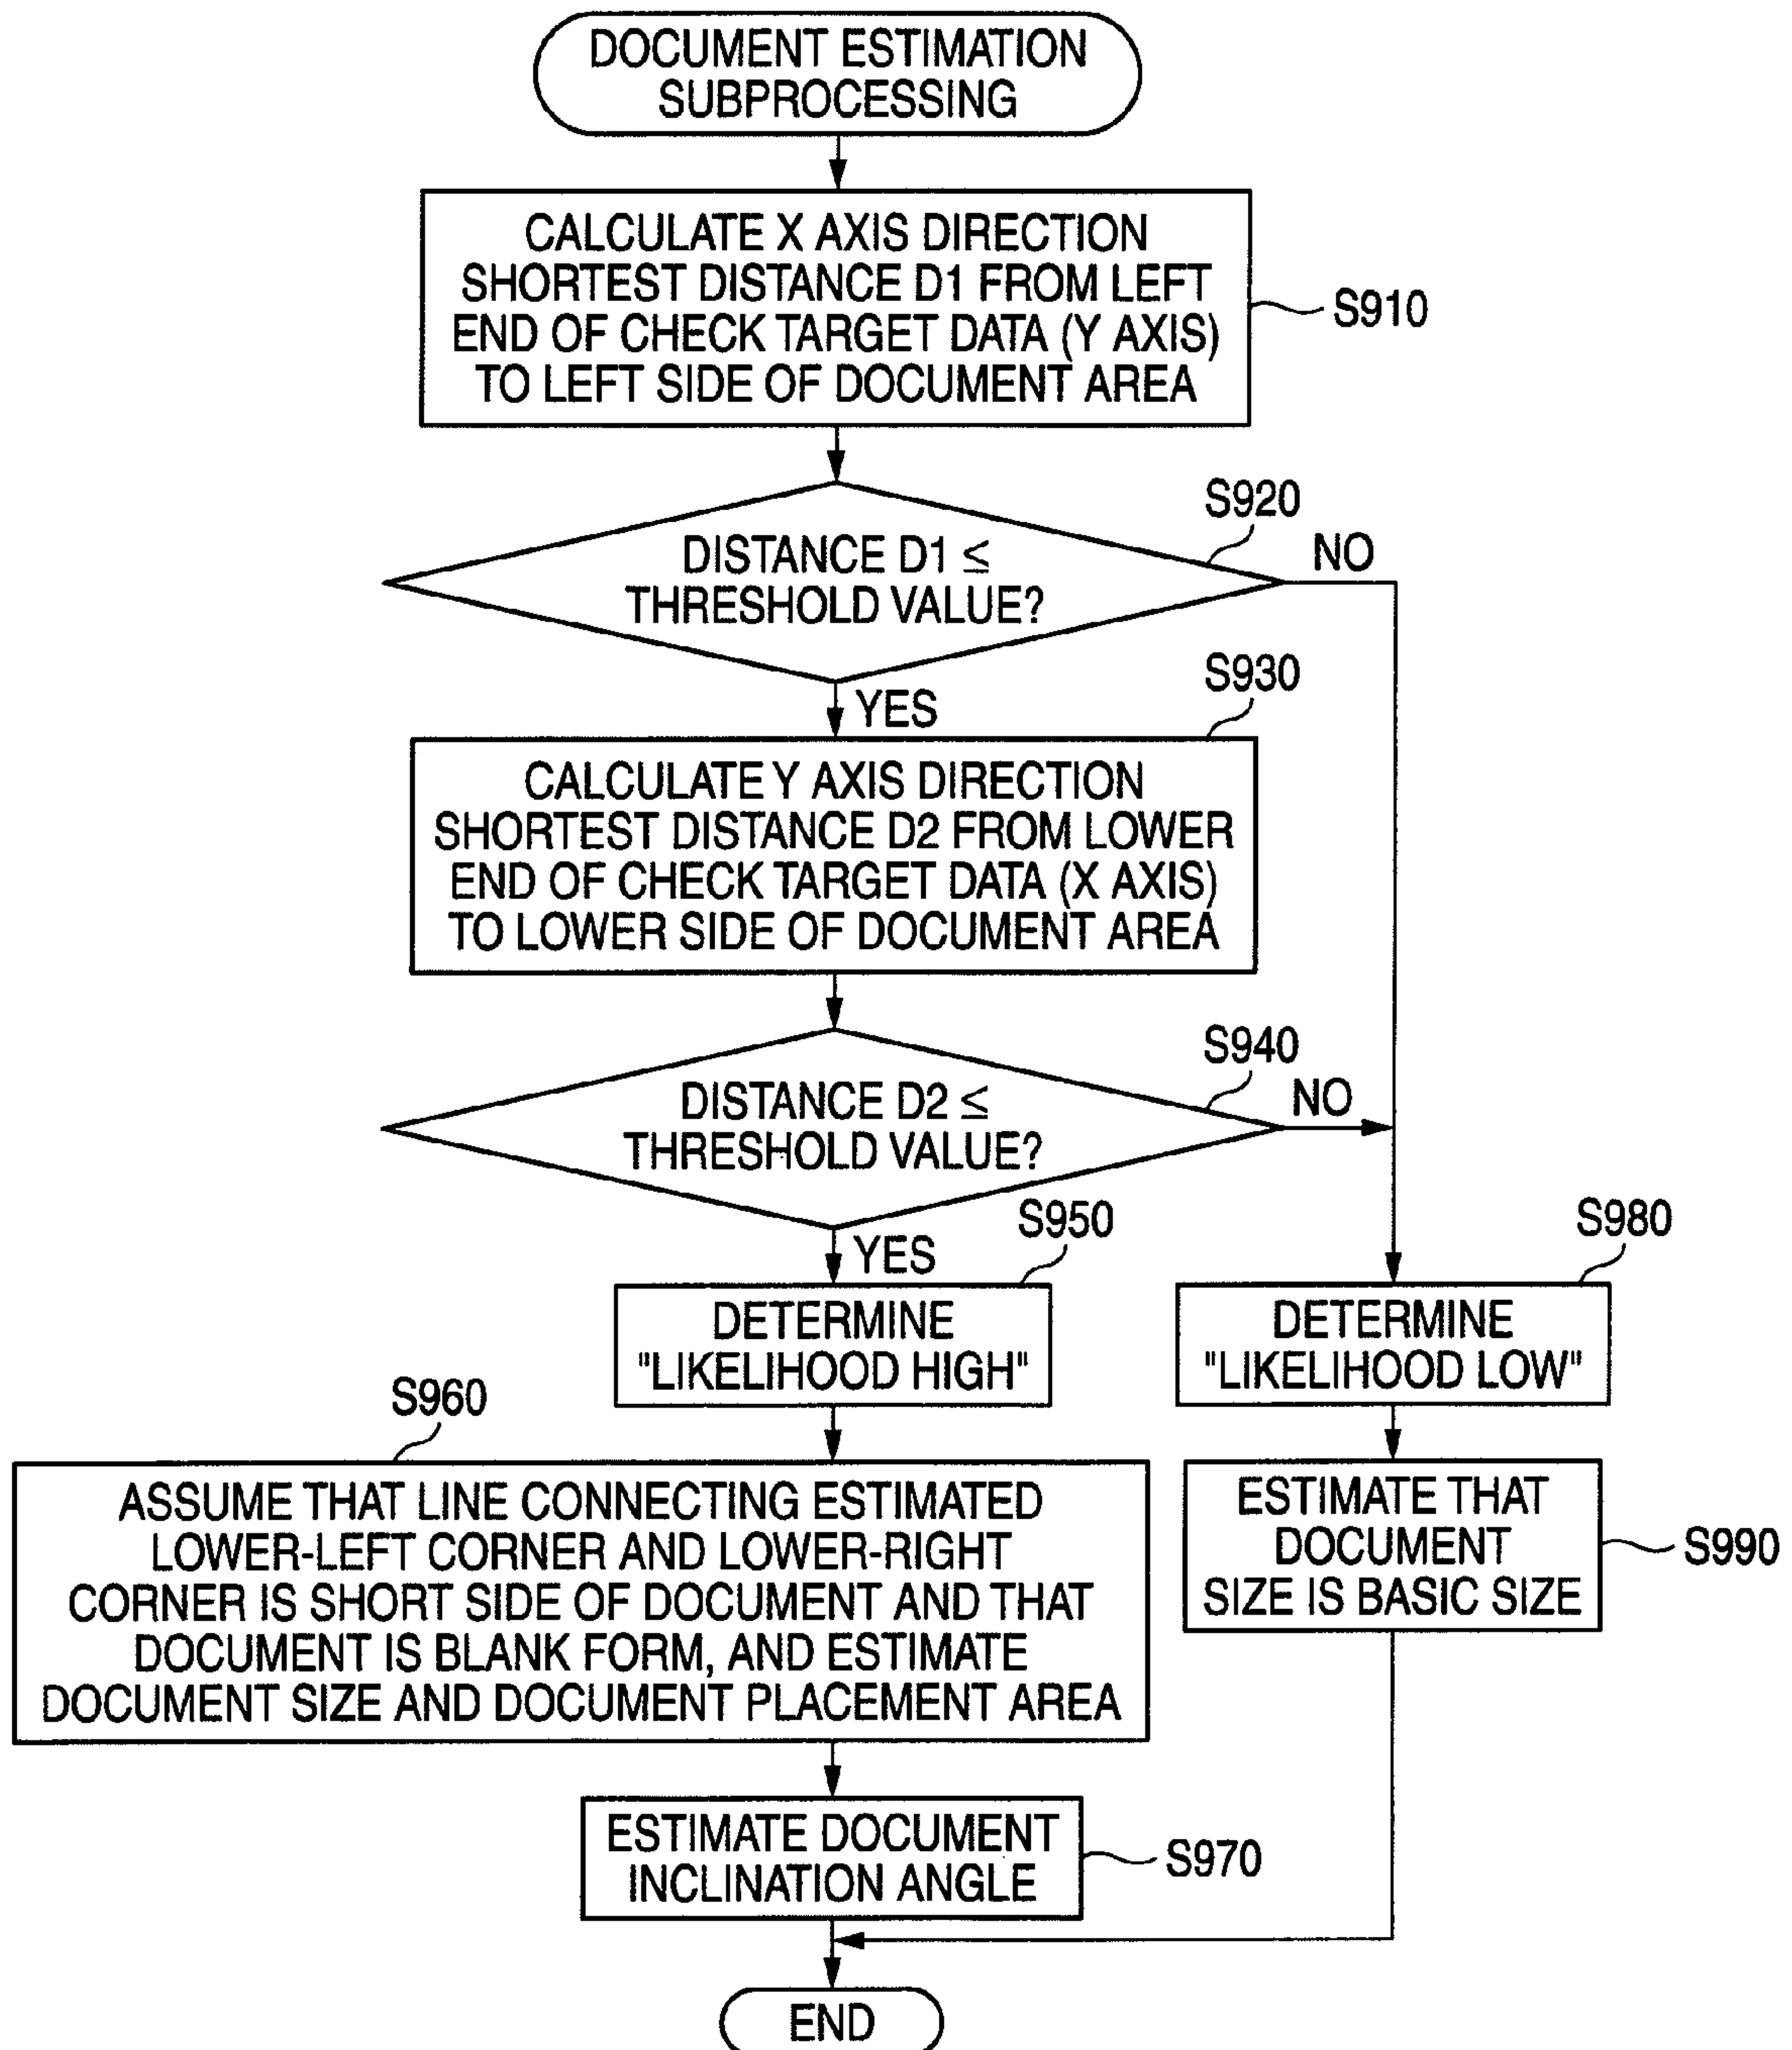 DOCUMENT ESTIMATION
SUBPROCESSING
CALCULATE X AXIS DIRECTION
SHORTEST DISTANCE D1 FROM LEFT
END OF CHECK TARGET DATA (Y AXIS)
TO LEFT SIDE OF DOCUMENT AREA
S910
S920
DISTANCE D1 ≤
THRESHOLD VALUE?
NO
YES
S930
CALCULATE Y AXIS DIRECTION
SHORTEST DISTANCE D2 FROM LOWER
END OF CHECK TARGET DATA (X AXIS)
TO LOWER SIDE OF DOCUMENT AREA
S940
DISTANCE D2 ≤
THRESHOLD VALUE?
NO
YES
S950
DETERMINE
"LIKELIHOOD HIGH"
S980
DETERMINE
"LIKELIHOOD LOW"
S960
ASSUME THAT LINE CONNECTING ESTIMATED
LOWER-LEFT CORNER AND LOWER-RIGHT
CORNER IS SHORT SIDE OF DOCUMENT AND THAT
DOCUMENT IS BLANK FORM, AND ESTIMATE
DOCUMENT SIZE AND DOCUMENT PLACEMENT AREA
ESTIMATE THAT
DOCUMENT
SIZE IS BASIC SIZE
S990
ESTIMATE DOCUMENT
INCLINATION ANGLE
S970
END